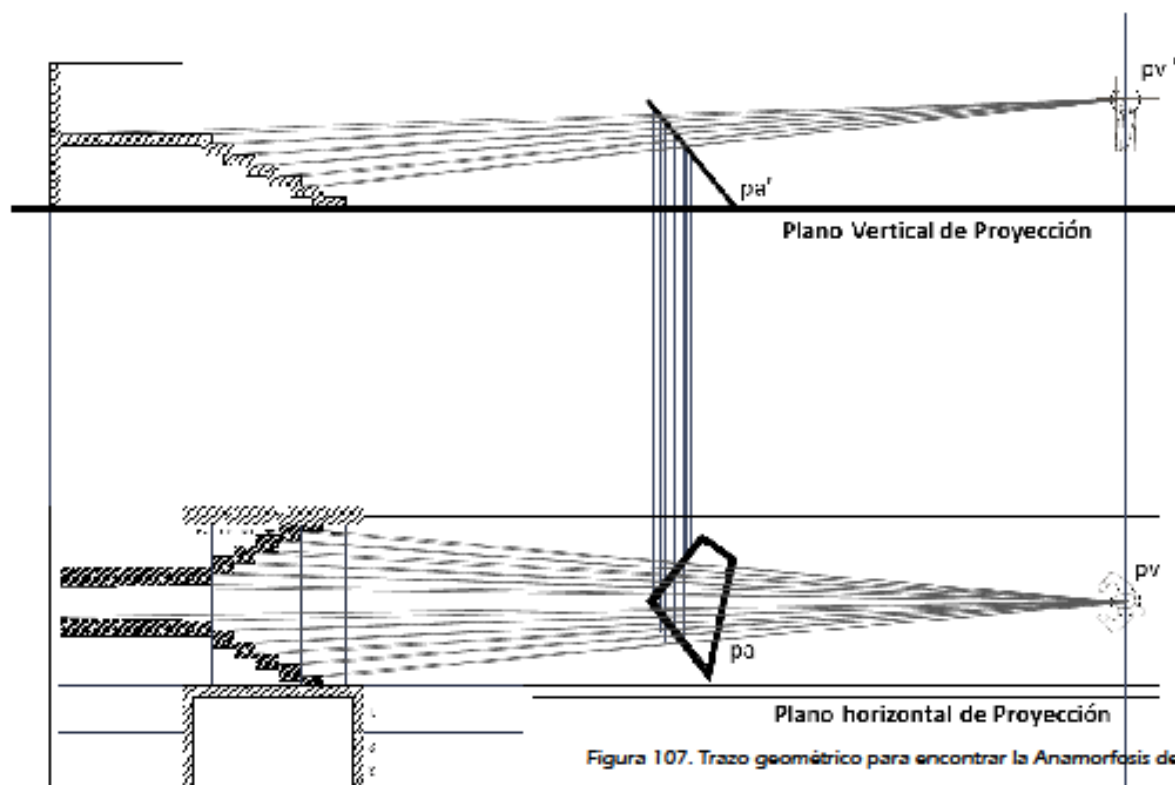 pv '
pa'
Plano Vertical de Proyección
pv
pa
Plano horizontal de Proyección
Figura 107. Trazo geométrico para encontrar la Anamorfosis de